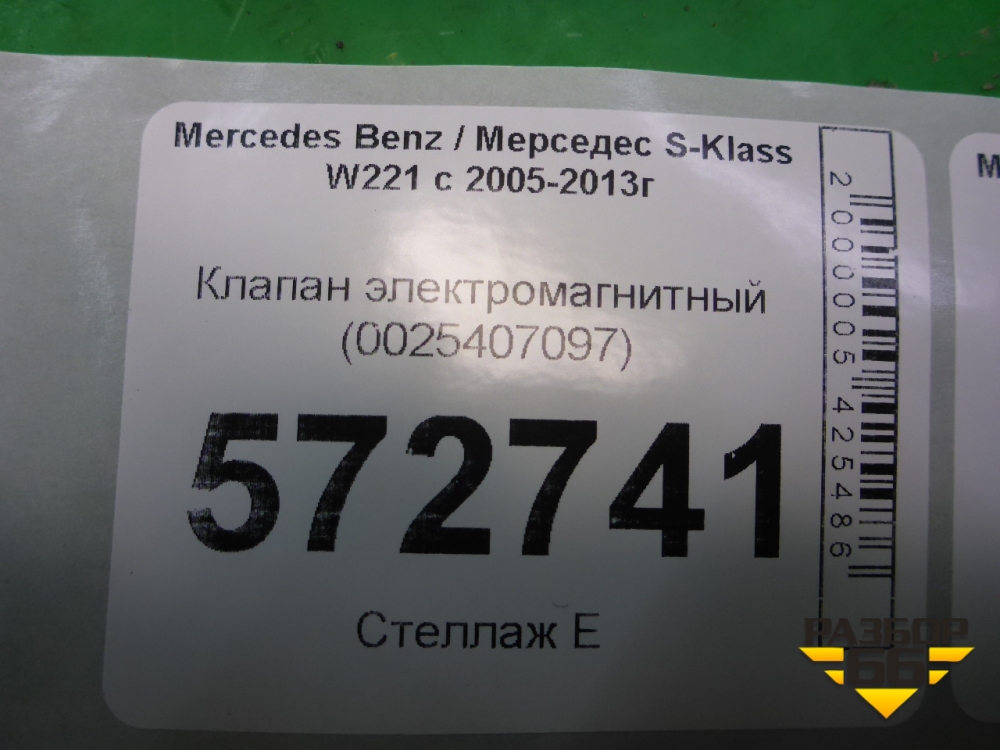 Mercedes Benz / Мерседес S-Klass
W221 с 2005-2013г
Клапан электромагнитный
(0025407097)
572741
Стеллаж Е
2000005425486
М
РАЗБОР
66